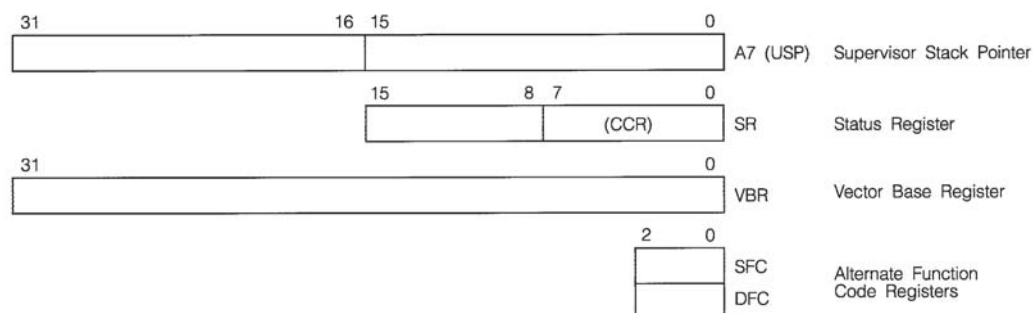 31 16 15 0
A7 (USP) Supervisor Stack Pointer
15 8 7 0
(CCR) SR Status Register
31 0
VBR Vector Base Register
2 0
SFC
Alternate Function
Code Registers
DFC